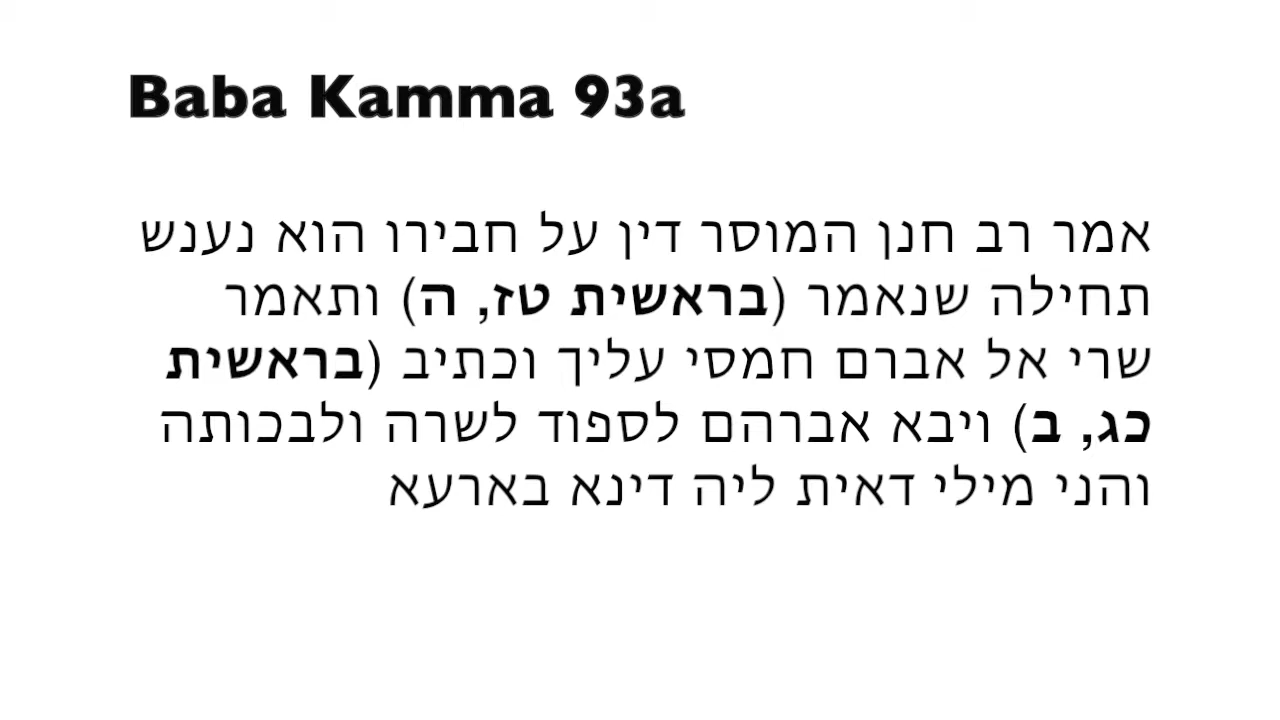 Baba Kamma 93a
אמר רב חנן המוסר דין על חבירו הוא נענש
תחילה שנאמר (בראשית טז, ה) ותאמר
שרי אל אברם חמסי עליך וכתיב (בראשית
כג, ב) ויבא אברהם לספוד לשרה ולבכותה
והני מילי דאית ליה דינא בארעא